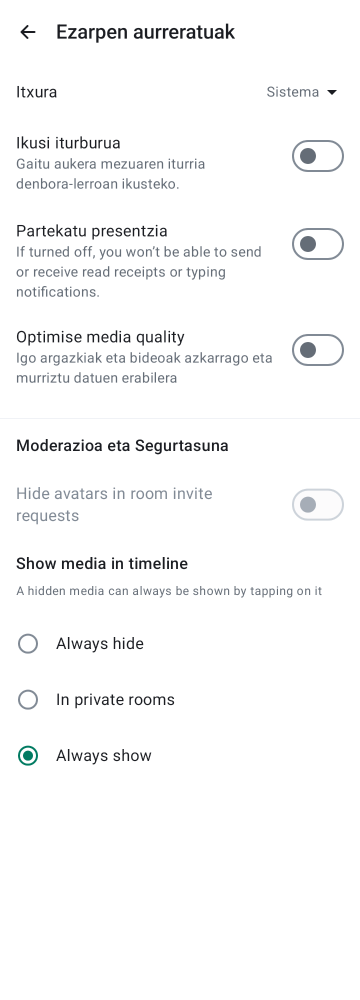 Ezarpen aurreratuak
Itxura
Sistema
Ikusi iturburua
Gaitu aukera mezuaren iturria
denbora-lerroan ikusteko.
Partekatu presentzia
If turned off, you won't be able to send
or receive read receipts or typing
notifications.
Optimise media quality
Igo argazkiak eta bideoak azkarrago eta
murriztu datuen erabilera
Moderazioa eta Segurtasuna
Hide avatars in room invite
requests
Show media in timeline
A hidden media can always be shown by tapping on it
Always hide
In private rooms
Always show